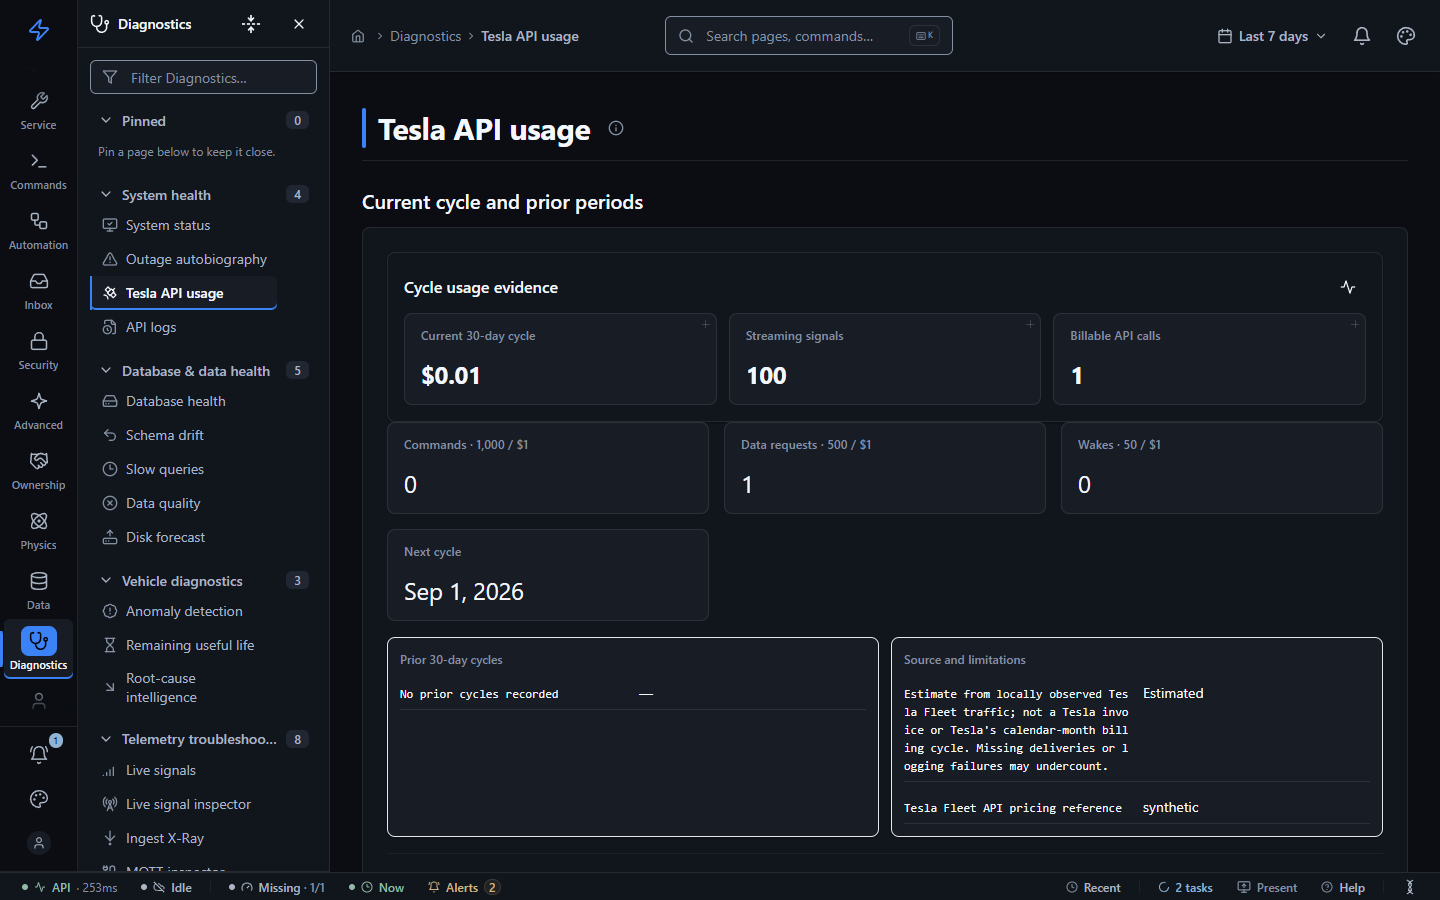 Diagnostics
Diagnostics
Tesla API usage
Search pages, commands...
K
Last 7 days
Filter Diagnostics...
Service
Commands
Automation
Inbox
Security
Advanced
Ownership
Physics
Data
Diagnostics
1
Pinned
0
Pin a page below to keep it close.
System health
4
System status
Outage autobiography
Tesla API usage
API logs
Database & data health
5
Database health
Schema drift
Slow queries
Data quality
Disk forecast
Vehicle diagnostics
3
Anomaly detection
Remaining useful life
Root-cause
intelligence
Telemetry troubleshoo...
8
Live signals
Live signal inspector
Ingest X-Ray
Tesla API usage
Current cycle and prior periods
Cycle usage evidence
Current 30-day cycle
$0.01
Streaming signals
100
Billable API calls
1
Commands · 1,000 / $1
0
Data requests · 500 / $1
1
Wakes · 50 / $1
0
Next cycle
Sep 1, 2026
Prior 30-day cycles
No prior cycles recorded —
Source and limitations
Estimate from locally observed Tes
la Fleet traffic; not a Tesla invo
ice or Tesla's calendar-month bill
ing cycle. Missing deliveries or l
ogging failures may undercount.
Estimated
Tesla Fleet API pricing reference synthetic
API · 253ms
Idle
Missing · 1/1
Now
Alerts 2
Recent
2 tasks
Present
Help